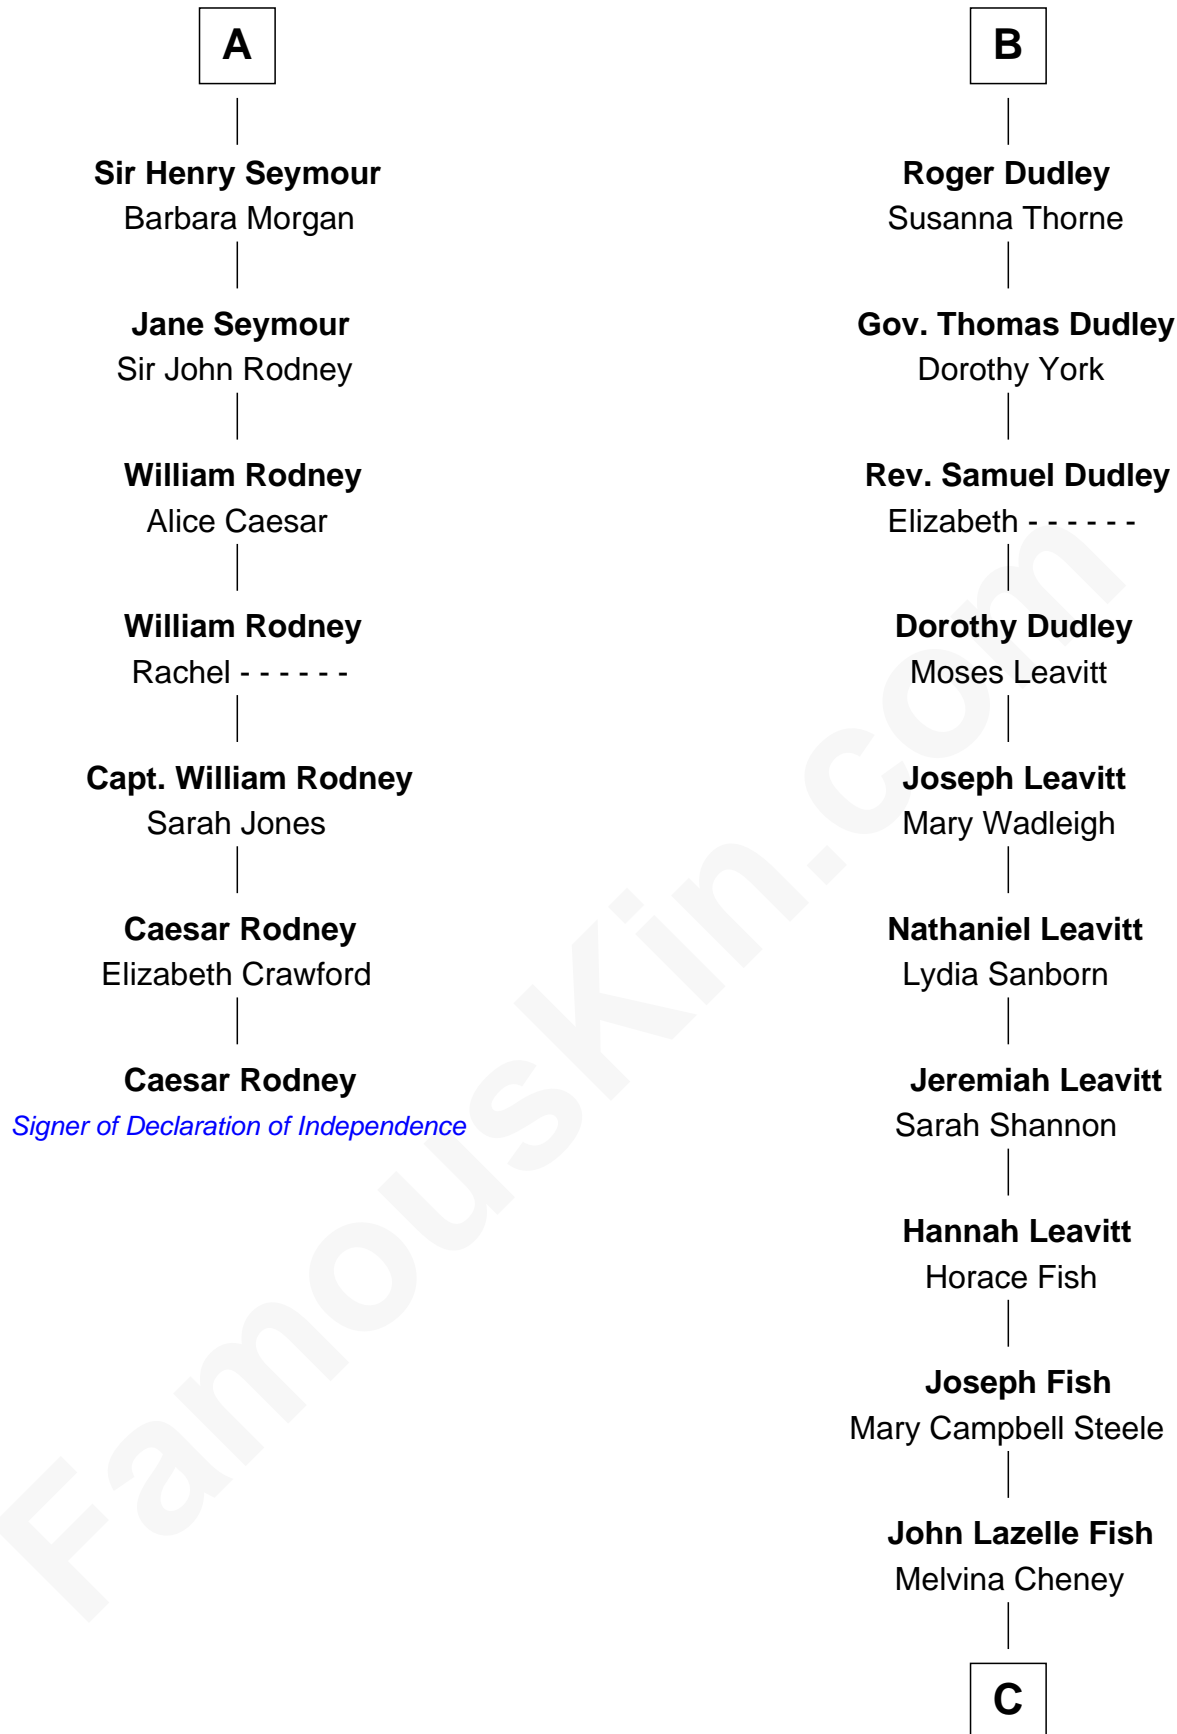 A
Sir Henry Seymour
Barbara Morgan
Jane Seymour
Sir John Rodney
William Rodney
Alice Caesar
William Rodney
Rachel - - - - - -
Capt. William Rodney
Sarah Jones
Caesar Rodney
Elizabeth Crawford
Caesar Rodney
Signer of Declaration of Independence
B
Roger Dudley
Susanna Thorne
Gov. Thomas Dudley
Dorothy York
Rev. Samuel Dudley
Elizabeth - - - - - -
Dorothy Dudley
Moses Leavitt
Joseph Leavitt
Mary Wadleigh
Nathaniel Leavitt
Lydia Sanborn
Jeremiah Leavitt
Sarah Shannon
Hannah Leavitt
Horace Fish
Joseph Fish
Mary Campbell Steele
John Lazelle Fish
Melvina Cheney
C
FamousKin.com